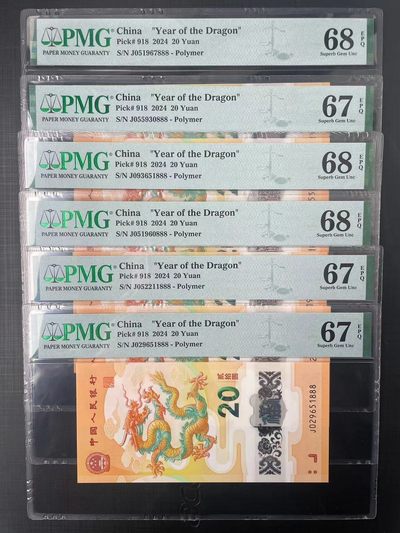 PMG
PAPER MONEY GUARANTY
China "Year of the Dragon"
Pick# 918 2024 20 Yuan
S/N J051967888 - Polymer
68 EPQ
Superb Gem Unc
PMG
PAPER MONEY GUARANTY
China "Year of the Dragon"
Pick# 918 2024 20 Yuan
S/N J055930888 - Polymer
67 EPQ
Superb Gem Unc
PMG
PAPER MONEY GUARANTY
China "Year of the Dragon"
Pick# 918 2024 20 Yuan
S/N J093651888 - Polymer
68 EPQ
Superb Gem Unc
PMG
PAPER MONEY GUARANTY
China "Year of the Dragon"
Pick# 918 2024 20 Yuan
S/N J051960888 - Polymer
68 EPQ
Superb Gem Unc
PMG
PAPER MONEY GUARANTY
China "Year of the Dragon"
Pick# 918 2024 20 Yuan
S/N J052211888 - Polymer
67 EPQ
Superb Gem Unc
PMG
PAPER MONEY GUARANTY
China "Year of the Dragon"
Pick# 918 2024 20 Yuan
S/N J029651888 - Polymer
67 EPQ
Superb Gem Unc
中国人民银行
20
贰拾圆
J029651888